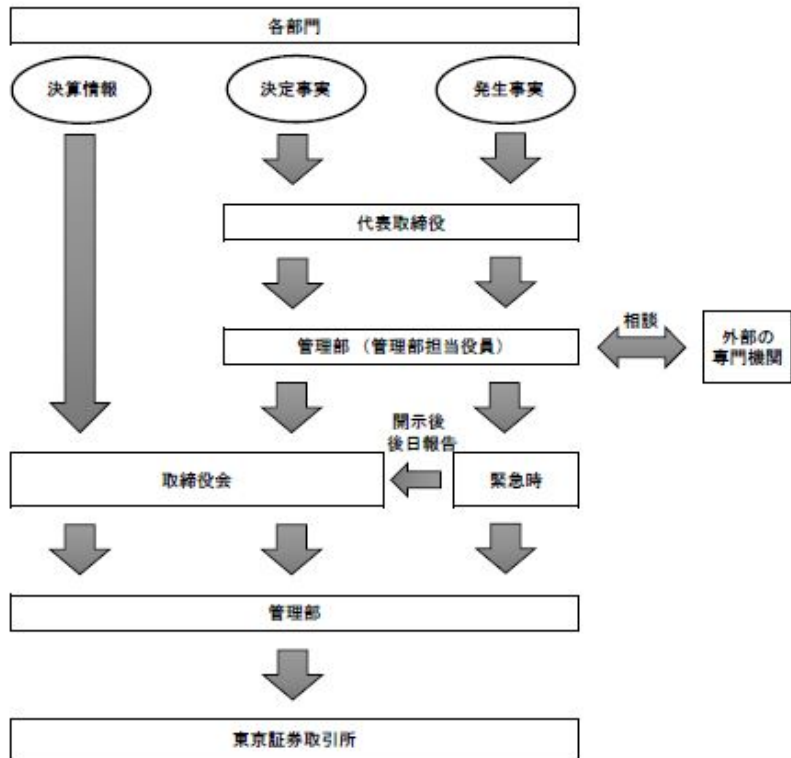 各部門
決算情報
決定事実
発生事実
代表取締役
相談
管理部 (管理部担当役員)
外部の
専門機関
開示後
後日報告
取締役会
緊急時
管理部
東京証券取引所